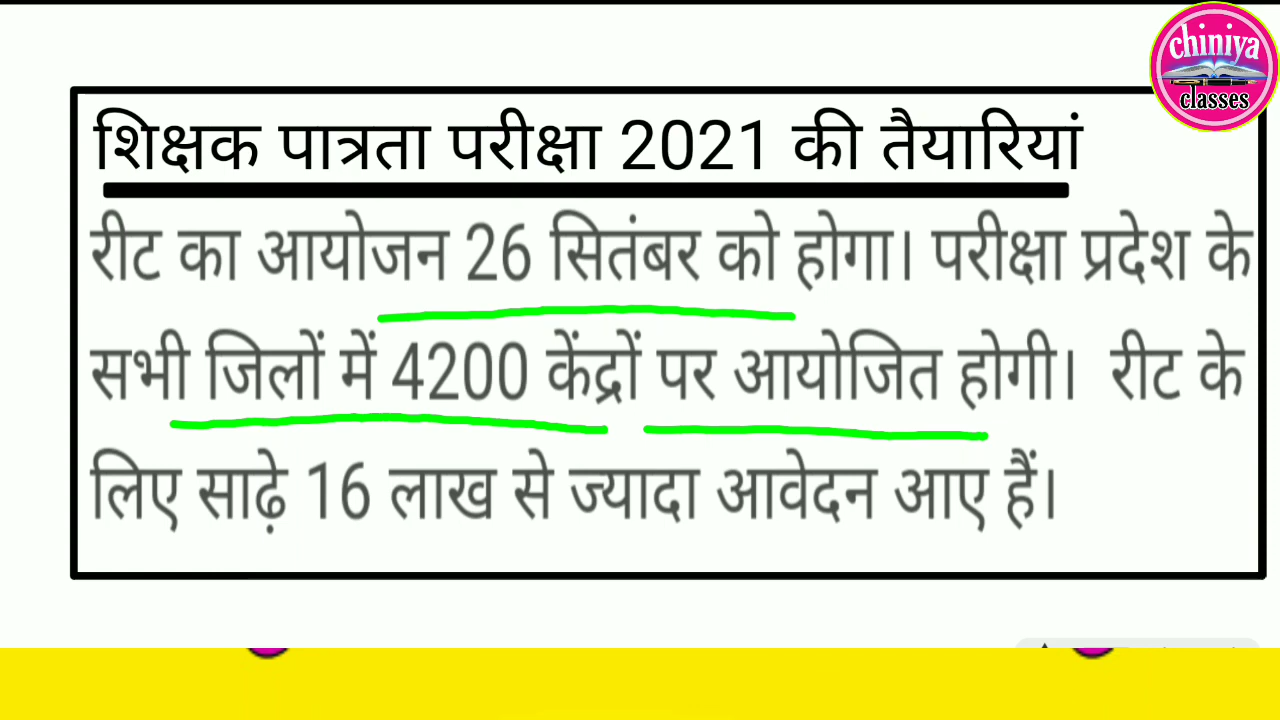 chiniya
classes
शिक्षक पात्रता परीक्षा 2021 की तैयारियां
रीट का आयोजन 26 सितंबर को होगा। परीक्षा प्रदेश के
सभी जिलों में 4200 केंद्रों पर आयोजित होगी। रीट के
लिए साढ़े 16 लाख से ज्यादा आवेदन आए हैं।